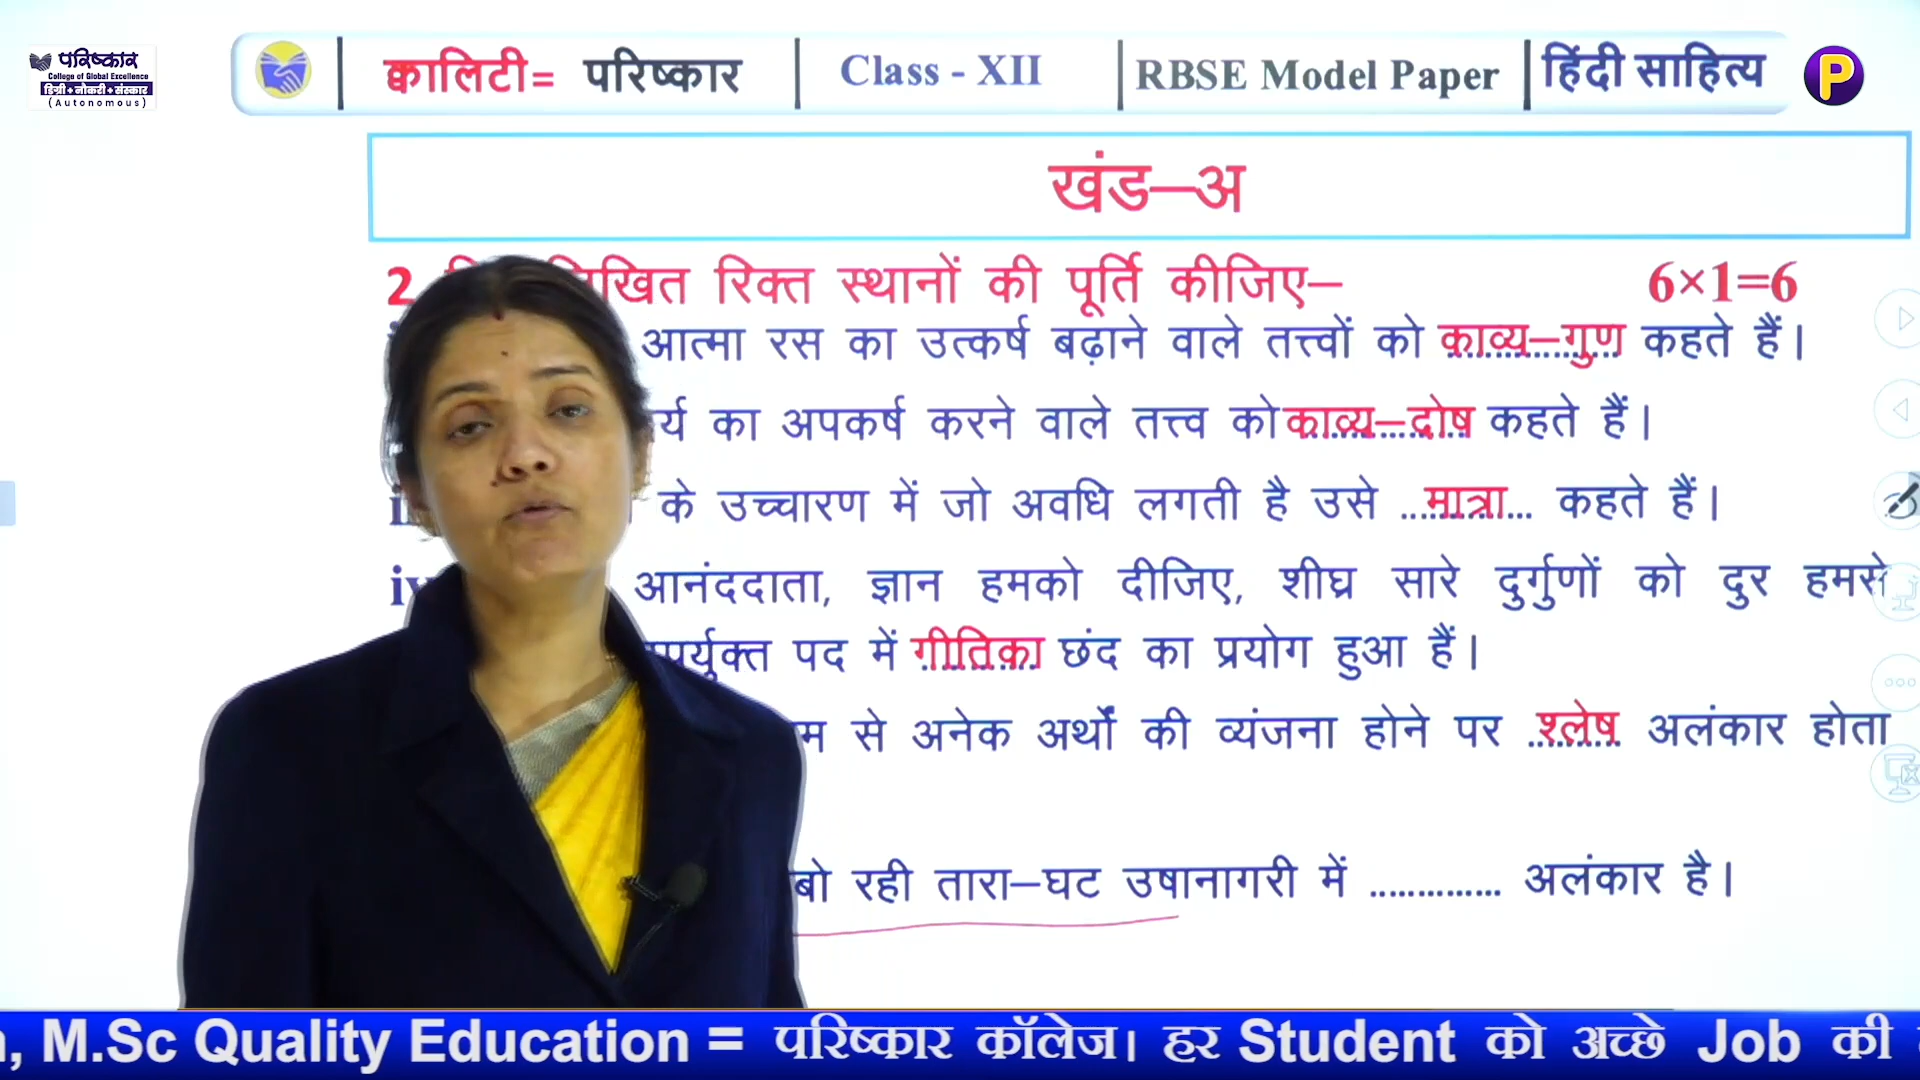 परिष्कार
College of Global Excellence
डिग्री + नौकरी + संस्कार
(Autonomous)
क्वालिटी= परिष्कार
Class - XII
RBSE Model Paper
हिंदी साहित्य
P
खंड—अ
2 रिक्त स्थानों की पूर्ति कीजिए— 6×1=6
आत्मा रस का उत्कर्ष बढ़ाने वाले तत्त्वों को काव्य—गुण कहते हैं।
का अपकर्ष करने वाले तत्त्व को काव्य—दोष कहते हैं।
के उच्चारण में जो अवधि लगती है उसे ...मात्रा... कहते हैं।
आनंददाता, ज्ञान हमको दीजिए, शीघ्र सारे दुर्गुणों को दुर हमसे
पद में गीतिका छंद का प्रयोग हुआ हैं।
से अनेक अर्थों की व्यंजना होने पर श्लेष अलंकार होता
रही तारा—घट उषानागरी में .............. अलंकार है।
M.Sc Quality Education = परिष्कार कॉलेज। हर Student को अच्छे Job की